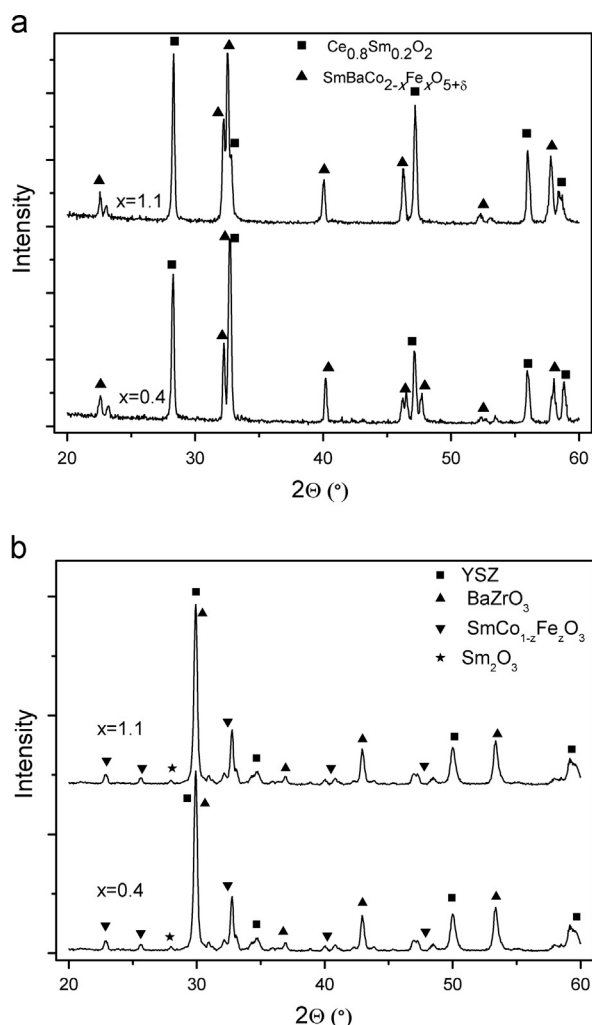 a
■ Ce0.8Sm0.2O2
▲ SmBaCo2-xFexO5+δ
x=1.1
x=0.4
Intensity
20 30 40 50 60
2Θ (°)
b
■ YSZ
▲ BaZrO3
▼ SmCo1-zFezO3
★ Sm2O3
x=1.1
x=0.4
Intensity
20 30 40 50 60
2Θ (°)